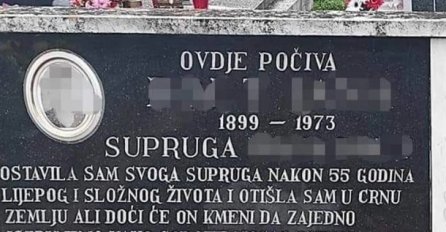 OVDJE POČIVA
1899 – 1973
SUPRUGA
OSTAVILA SAM SVOGA SUPRUGA NAKON 55 GODINA
LIJEPOG I SLOŽNOG ŽIVOTA I OTIŠLA SAM U CRNU
ZEMLJU ALI DOĆI ĆE ON KMENI DA ZAJEDNO